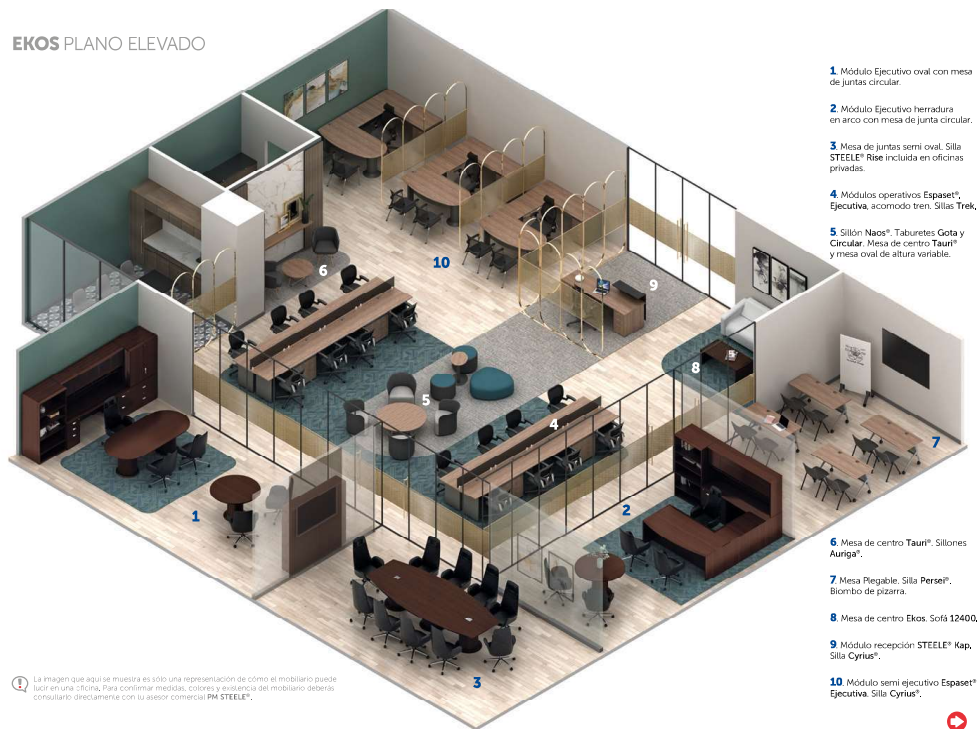 EKOS PLANO ELEVADO
1. Módulo Ejecutivo oval con mesa
de juntas circular.
2. Módulo Ejecutivo herradura
en arco con mesa de junta circular.
3. Mesa de juntas semi oval. Silla
STEELE® Rise incluida en oficinas
privadas.
4. Módulos operativos Espaset®,
Ejecutiva, acomodo tren. Sillas Trek.
5. Sillón Naos®. Taburetes Gota y
Circular. Mesa de centro Tauri®
y mesa oval de altura variable.
6
10
9
5
8
5
4
7
1
2
3
6. Mesa de centro Tauri®. Sillones
Auriga®.
7. Mesa Plegable. Silla Persei®.
Biombo de pizarra.
8. Mesa de centro Ekos. Sofá 12400.
9. Módulo recepción STEELE® Kap,
Silla Cyrius®.
10. Módulo semi ejecutivo Espaset®
Ejecutiva. Silla Cyrius®.
La imagen que aquí se muestra es sólo una representación de cómo el mobiliario puede
lucir en una oficina. Para confirmar medidas, colores y existencia del mobiliario deberás
consultarlo directamente con tu asesor comercial PM STEELE®.